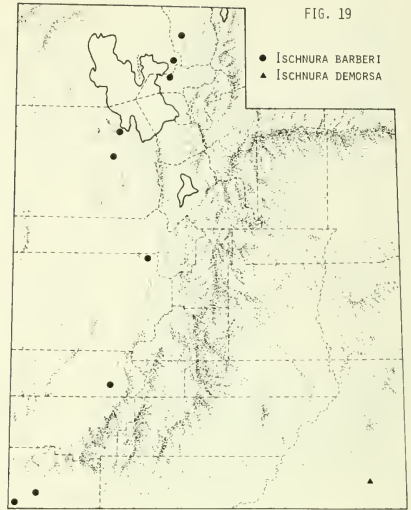 FIG. 19
● ISCHNURA BARBERI
▲ ISCHNURA DEMORSA